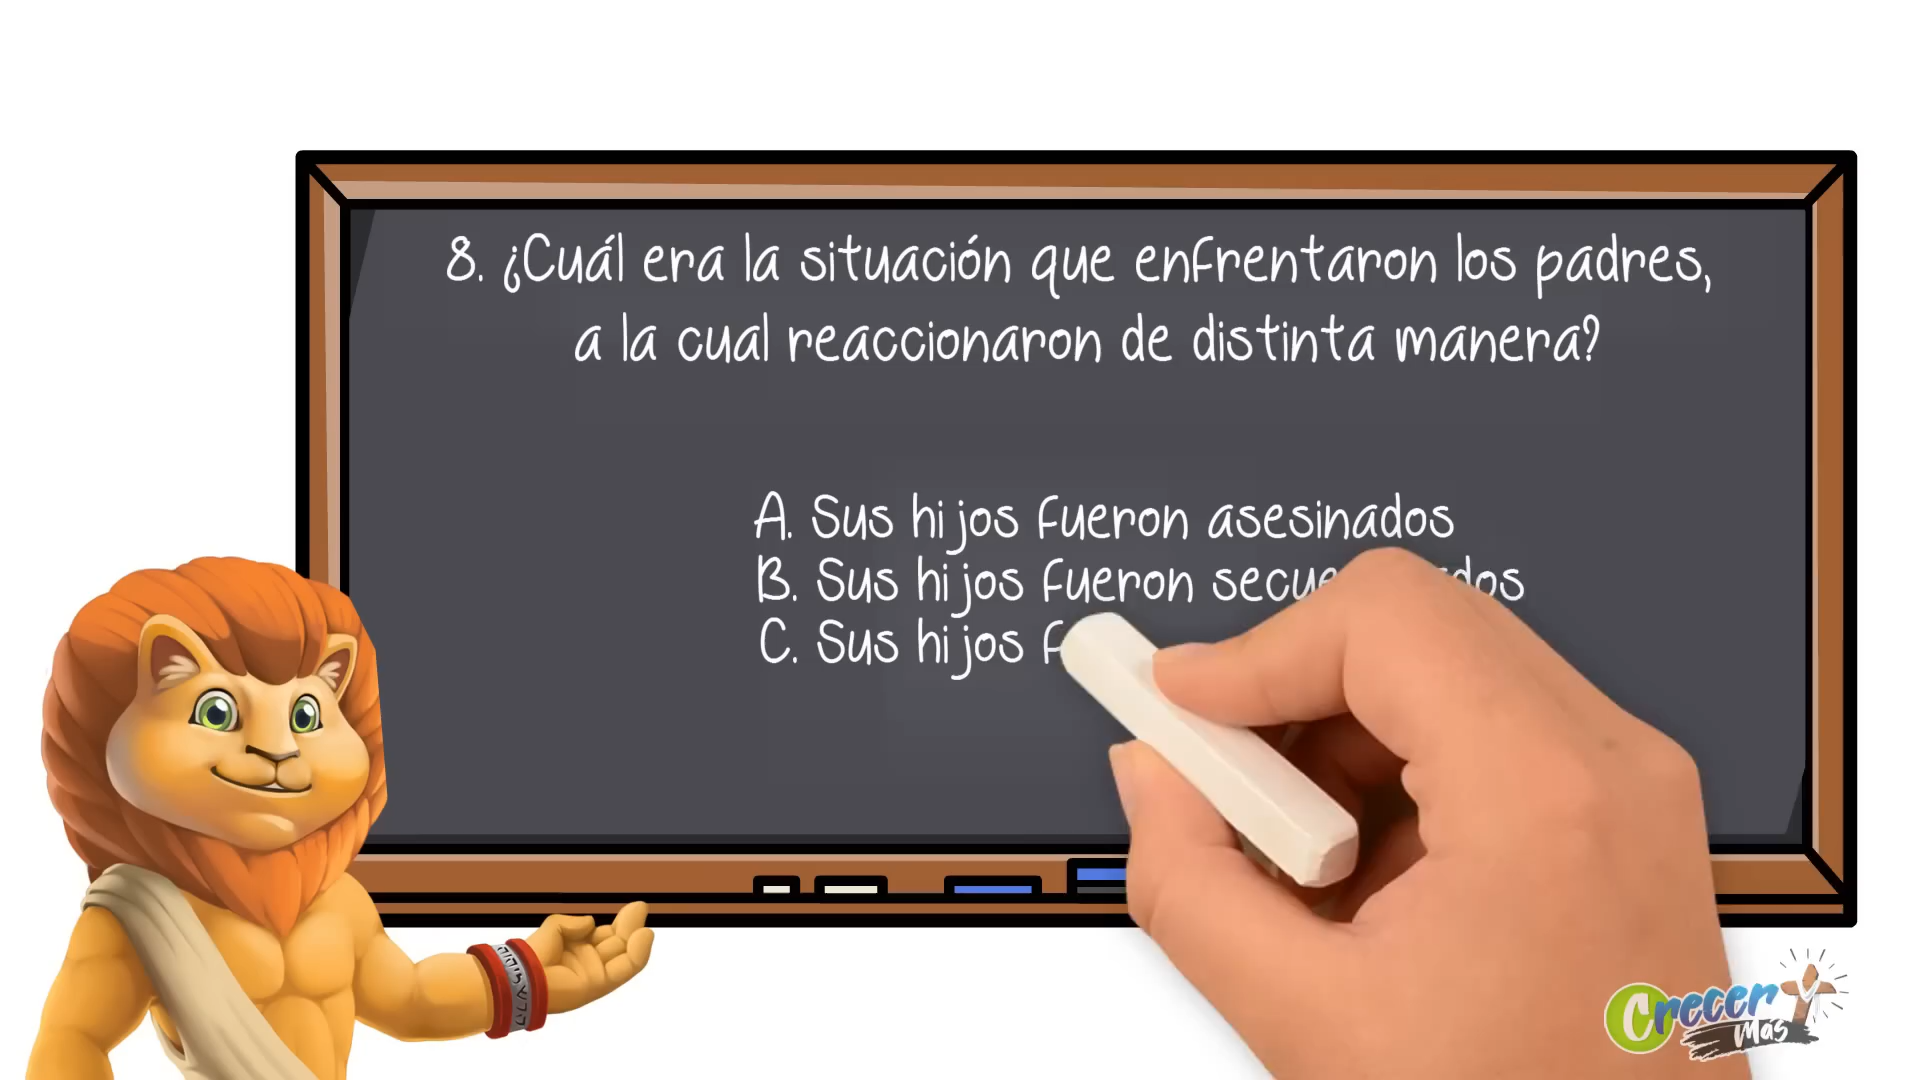 8. ¿Cuál era la situación que enfrentaron los padres,
a la cual reaccionaron de distinta manera?
A. Sus hijos fueron asesinados
B. Sus hijos fueron
C. Sus hijos
Crecer y
Más